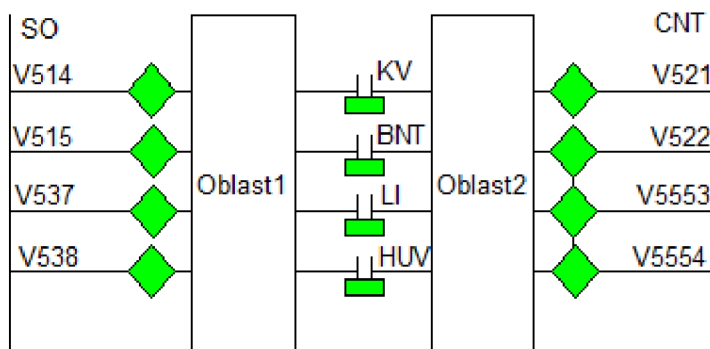 SO CNT
V514 KV V521
V515 BNT V522
Oblast1 Oblast2
V537 LI V5553
V538 HUV V5554